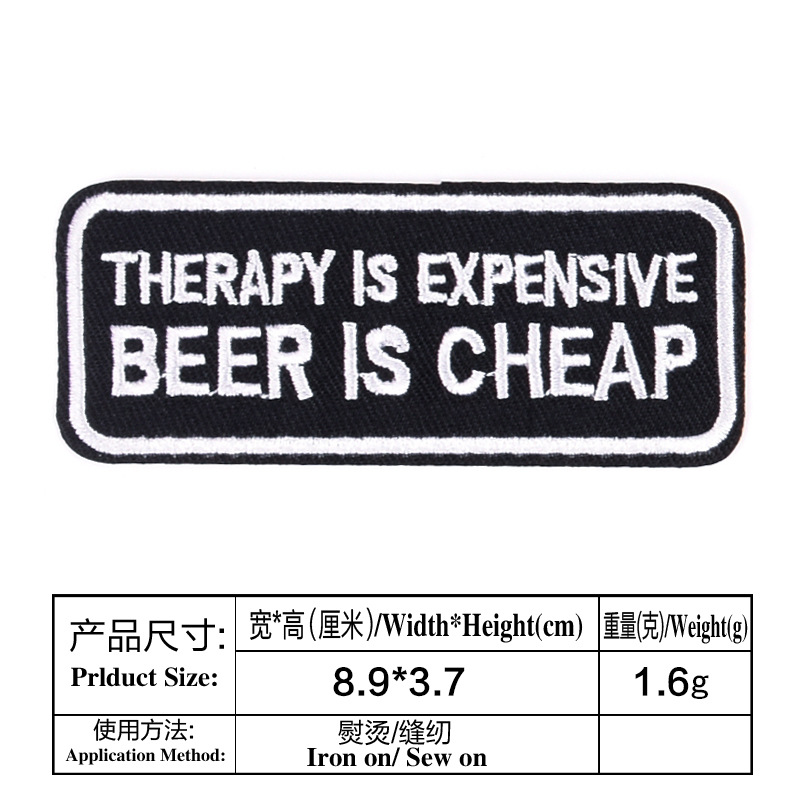 THERAPY IS EXPENSIVE
BEER IS CHEAP
产品尺寸:
Prlduct Size:
宽*高(厘米)/Width*Height(cm)
重量(克)/Weight(g)
8.9*3.7
1.6g
使用方法:
Application Method:
熨烫/缝纫
Iron on/ Sew on